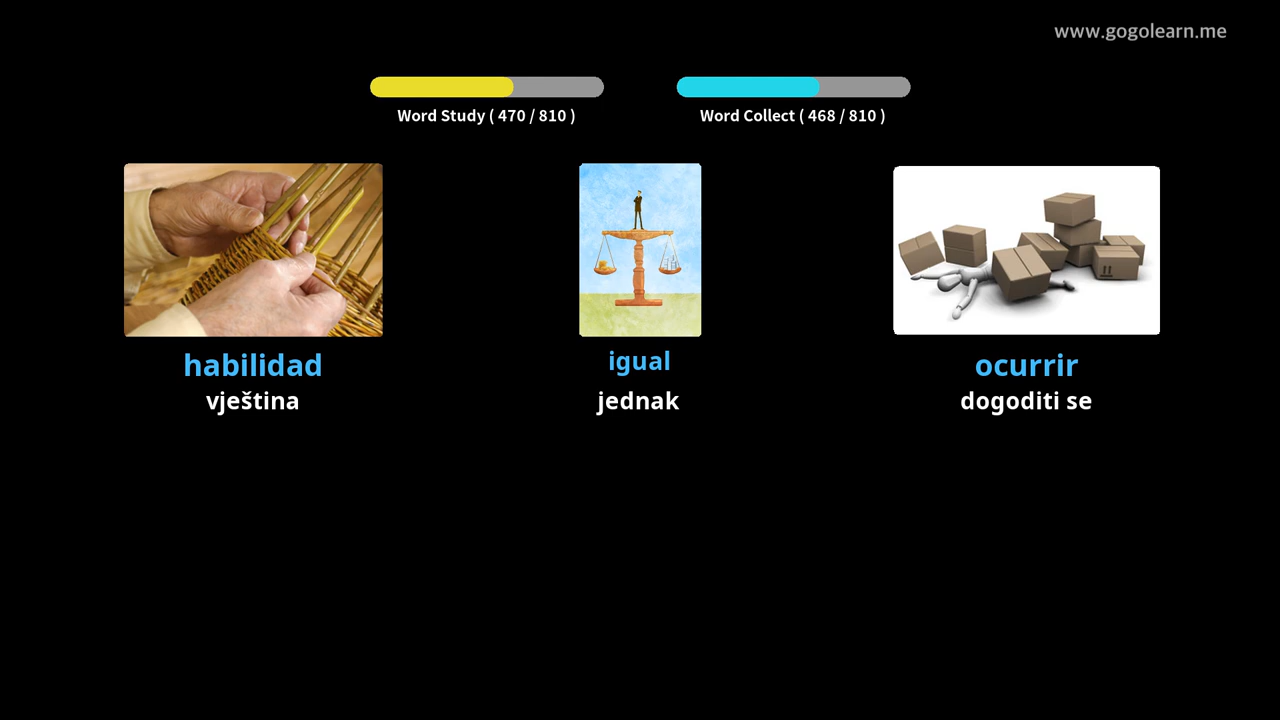 www.gogolearn.me
Word Study ( 470 / 810 )
Word Collect ( 468 / 810 )
habilidad
vještina
igual
jednak
ocurrir
dogoditi se